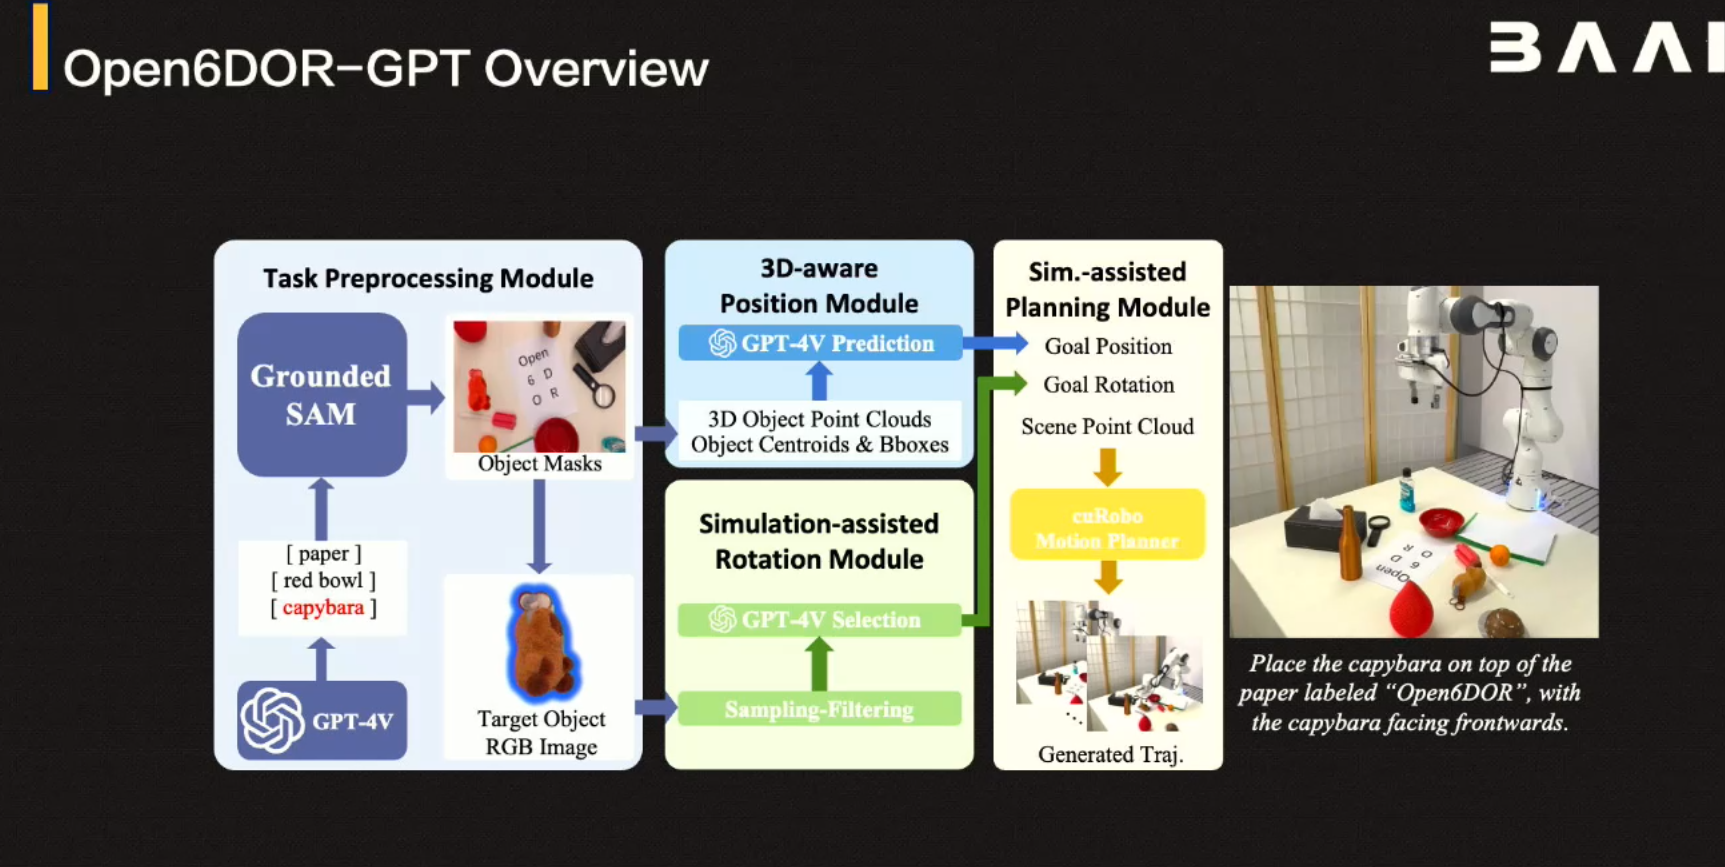 Open6DOR-GPT Overview
BAAI
Task Preprocessing Module
Grounded
SAM
Open
6 D
O R
Object Masks
[ paper ]
[ red bowl ]
[ capybara ]
GPT-4V
Target Object
RGB Image
3D-aware
Position Module
GPT-4V Prediction
3D Object Point Clouds
Object Centroids & Bboxes
Simulation-assisted
Rotation Module
GPT-4V Selection
Sampling-Filtering
Sim.-assisted
Planning Module
Goal Position
Goal Rotation
Scene Point Cloud
cuRobo
Motion Planner
...
Generated Traj.
Open
6 D
O R
Place the capybara on top of the
paper labeled “Open6DOR”, with
the capybara facing frontwards.